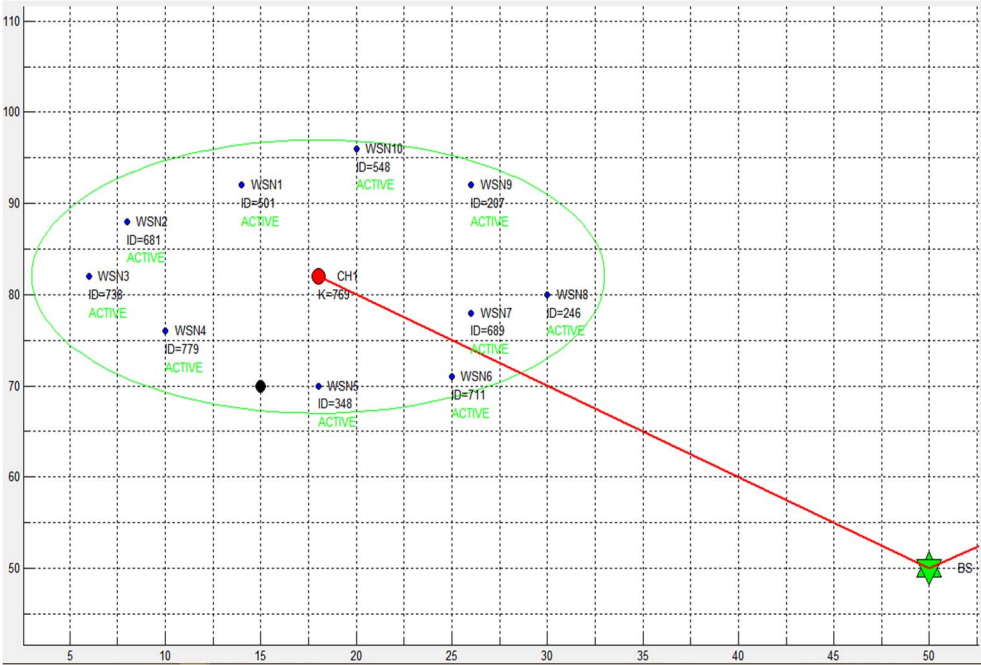 110
100
WSN10
ID=548
ACTIVE
WSN1
ID=501
ACTIVE
WSN9
ID=207
ACTIVE
90
WSN2
ID=681
ACTIVE
WSN3
ID=738
ACTIVE
CH1
K=769
80
WSN8
ID=246
ACTIVE
WSN7
ID=689
ACTIVE
WSN4
ID=779
ACTIVE
70
WSN5
ID=348
ACTIVE
WSN6
ID=711
ACTIVE
60
50
BS
5 10 15 20 25 30 35 40 45 50